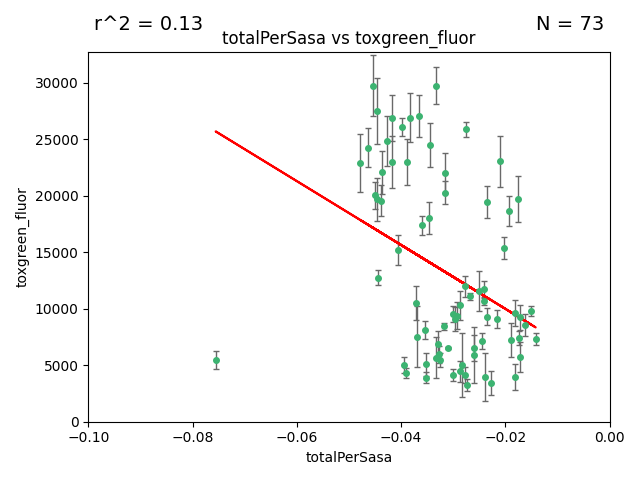 r^2 = 0.13
N = 73
totalPerSasa vs toxgreen_fluor
30000
25000
20000
15000
10000
5000
0
toxgreen_fluor
−0.10
−0.08
−0.06
−0.04
−0.02
0.00
totalPerSasa